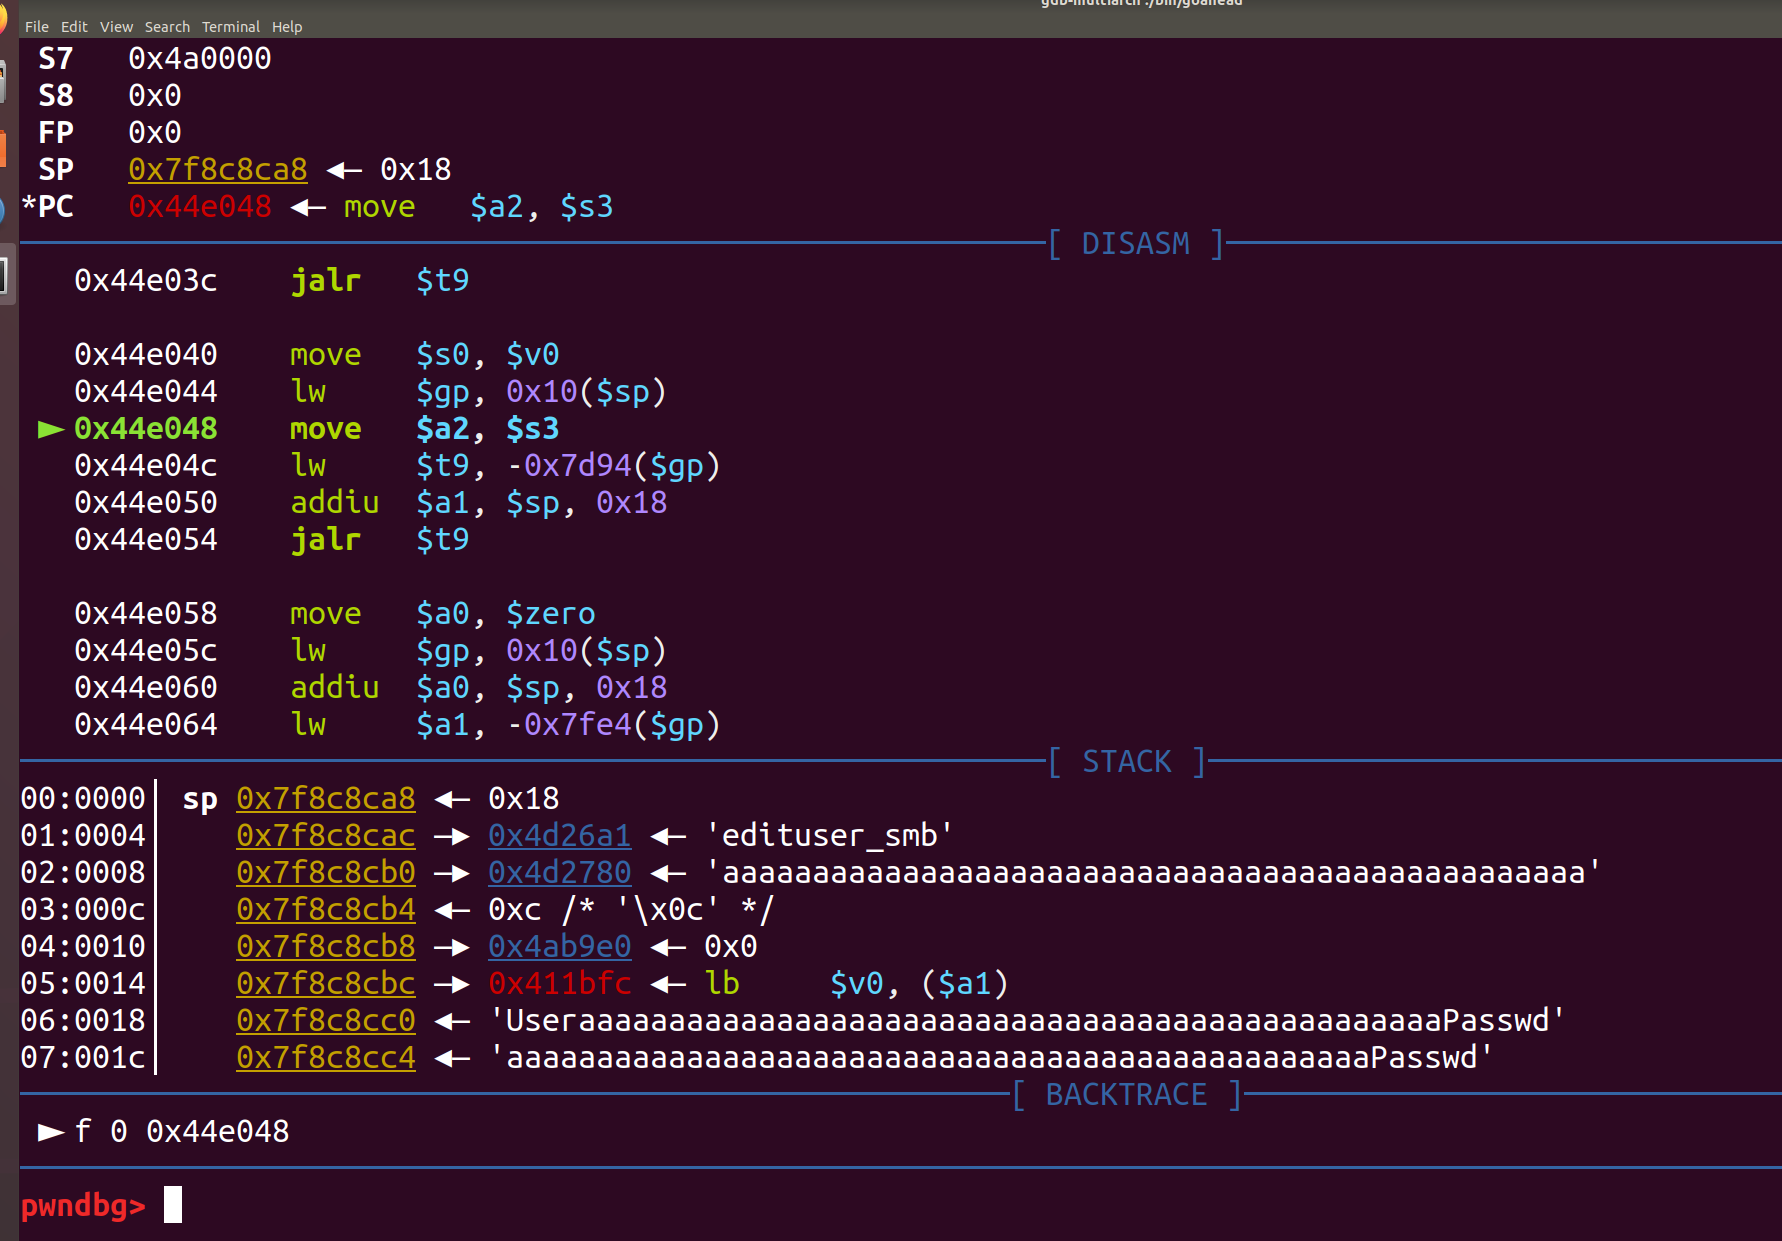 gdb-multiarch ./bin/goahead
File Edit View Search Terminal Help
S7 0x4a0000
S8 0x0
FP 0x0
SP 0x7f8c8ca8 ◂— 0x18
*PC 0x44e048 ◂— move $a2, $s3
[ DISASM ]
0x44e03c jalr $t9
0x44e040 move $s0, $v0
0x44e044 lw $gp, 0x10($sp)
► 0x44e048 move $a2, $s3
0x44e04c lw $t9, -0x7d94($gp)
0x44e050 addiu $a1, $sp, 0x18
0x44e054 jalr $t9
0x44e058 move $a0, $zero
0x44e05c lw $gp, 0x10($sp)
0x44e060 addiu $a0, $sp, 0x18
0x44e064 lw $a1, -0x7fe4($gp)
[ STACK ]
00:0000│ sp 0x7f8c8ca8 ◂— 0x18
01:0004│ 0x7f8c8cac —▸ 0x4d26a1 ◂— 'edituser_smb'
02:0008│ 0x7f8c8cb0 —▸ 0x4d2780 ◂— 'aaaaaaaaaaaaaaaaaaaaaaaaaaaaaaaaaaaaaaaaaaaaaaaa'
03:000c│ 0x7f8c8cb4 ◂— 0xc /* '\x0c' */
04:0010│ 0x7f8c8cb8 —▸ 0x4ab9e0 ◂— 0x0
05:0014│ 0x7f8c8cbc —▸ 0x411bfc ◂— lb $v0, ($a1)
06:0018│ 0x7f8c8cc0 ◂— 'UseraaaaaaaaaaaaaaaaaaaaaaaaaaaaaaaaaaaaaaaaaaaaaaaaPasswd'
07:001c│ 0x7f8c8cc4 ◂— 'aaaaaaaaaaaaaaaaaaaaaaaaaaaaaaaaaaaaaaaaaaaaaaaaPasswd'
[ BACKTRACE ]
► f 0 0x44e048
pwndbg>